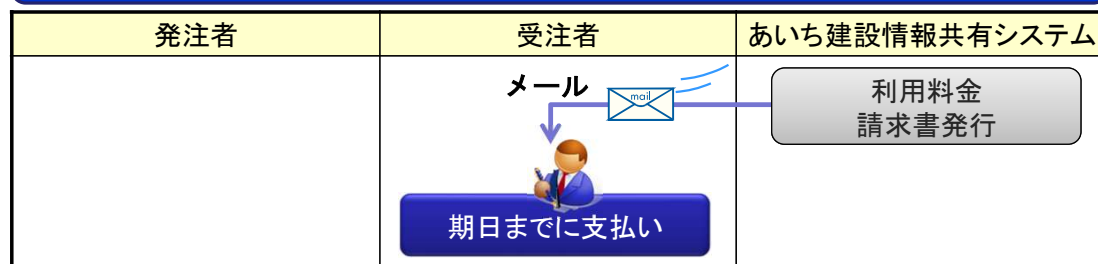 発注者
受注者
あいち建設情報共有システム
メール
mail
利用料金
請求書発行
期日までに支払い